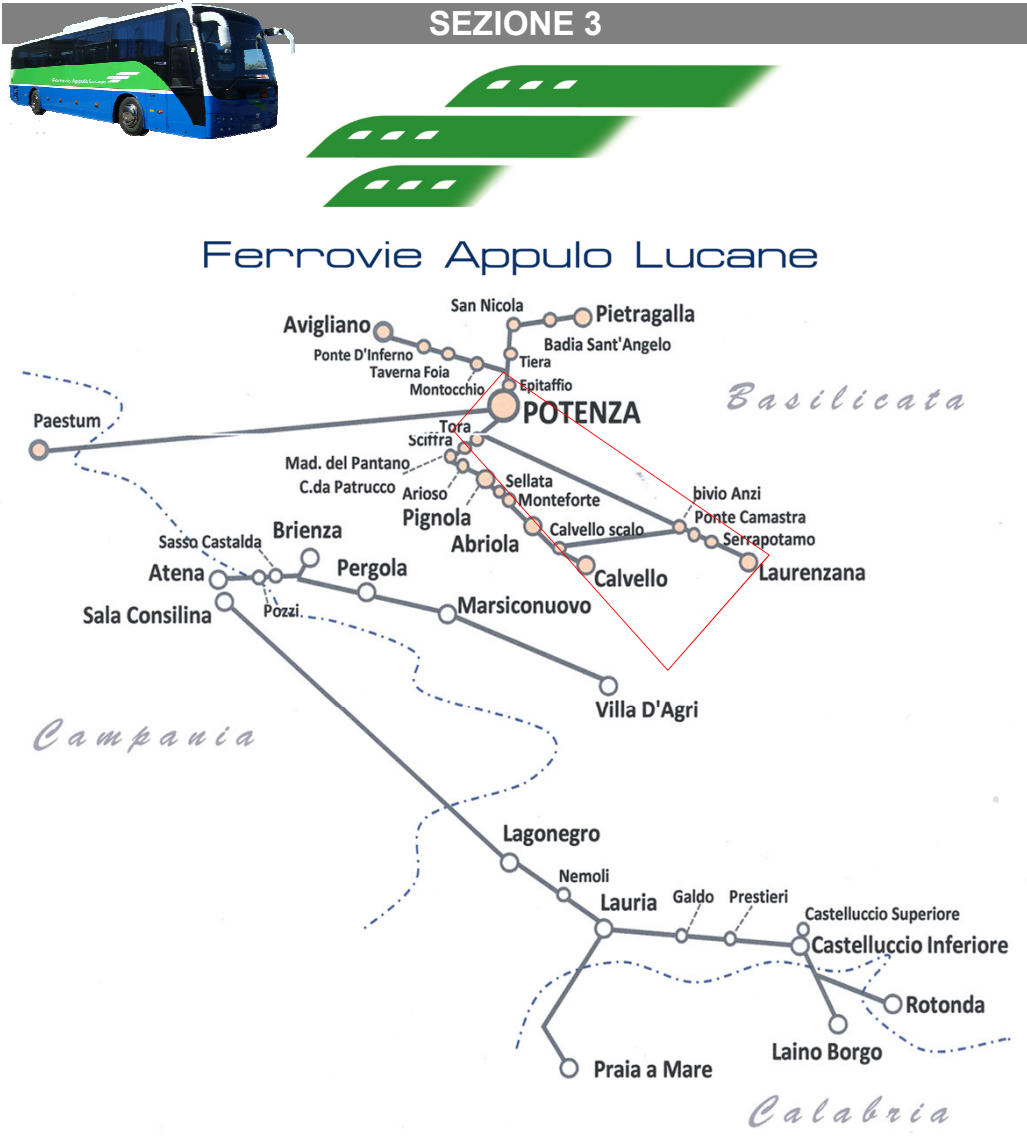 SEZIONE 3
Ferrovie Appulo Lucane
Ferrovie Appulo Lucane
San Nicola
Pietragalla
Avigliano
Badia Sant'Angelo
Ponte D'Inferno
Tiera
Taverna Foia
Montocchio
Epitaffio
Basilicata
POTENZA
Paestum
Tora
Sciffra
Mad. del Pantano
C.da Patrucco
Arioso
Sellata
Monteforte
bivio Anzi
Pignola
Ponte Camastra
Calvello scalo
Serrapotamo
Brienza
Sasso Castalda
Abriola
Atena
Pergola
Calvello
Laurenzana
Sala Consilina
Pozzi
Marsiconuovo
Villa D'Agri
Campania
Lagonegro
Nemoli
Lauria
Galdo
Prestieri
Castelluccio Superiore
Castelluccio Inferiore
Rotonda
Laino Borgo
Praia a Mare
Calabria